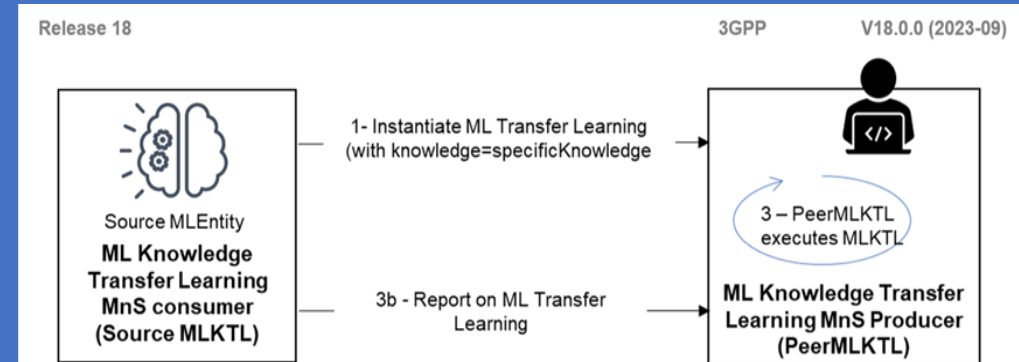 Release 18
3GPP
V18.0.0 (2023-09)
1- Instantiate ML Transfer Learning
(with knowledge=specificKnowledge
</>
Source MLEntity
ML Knowledge
Transfer Learning
MnS consumer
(Source MLKTL)
3 – PeerMLKTL
executes MLKTL
3b - Report on ML Transfer
Learning
ML Knowledge Transfer
Learning MnS Producer
(PeerMLKTL)